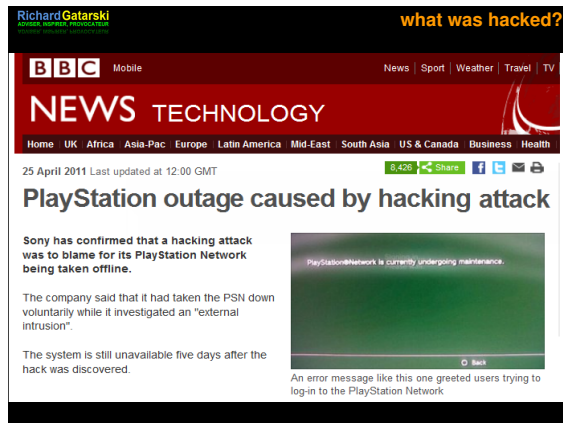 RichardGatarski
ADVISER, INSPIRER, PROVOCATEUR
what was hacked?
BBC Mobile
News Sport Weather Travel TV
NEWS TECHNOLOGY
Home UK Africa Asia-Pac Europe Latin America Mid-East South Asia US & Canada Business Health
25 April 2011 Last updated at 12:00 GMT
8,426 Share
PlayStation outage caused by hacking attack
Sony has confirmed that a hacking attack
was to blame for its PlayStation Network
being taken offline.
The company said that it had taken the PSN down
voluntarily while it investigated an "external
intrusion".
The system is still unavailable five days after the
hack was discovered.
PlayStation®Network is currently undergoing maintenance.
Back
An error message like this one greeted users trying to
log-in to the PlayStation Network